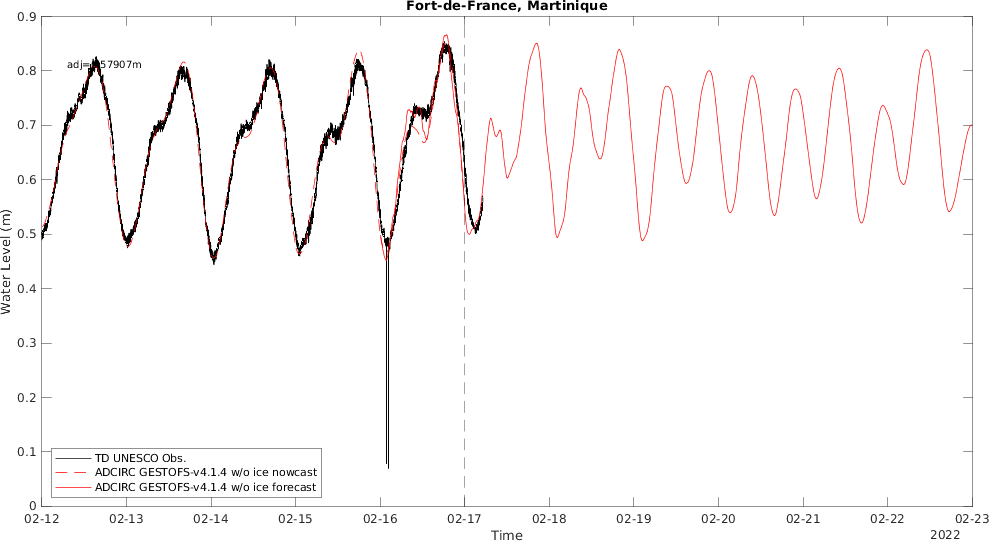 Fort-de-France, Martinique
0.9
0.8
0.7
0.6
0.5
0.4
0.3
0.2
0.1
0
Water Level (m)
TD UNESCO Obs.
ADCIRC GESTOFS-v4.1.4 w/o ice nowcast
ADCIRC GESTOFS-v4.1.4 w/o ice forecast
02-12 02-13 02-14 02-15 02-16 02-17 02-18 02-19 02-20 02-21 02-22 02-23
Time
2022